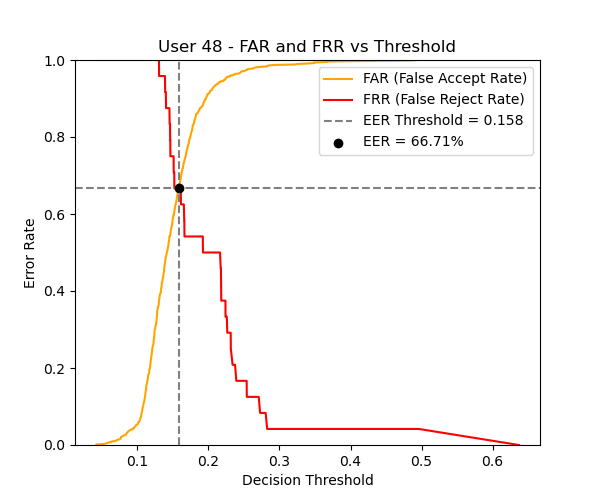 User 48 - FAR and FRR vs Threshold
FAR (False Accept Rate)
FRR (False Reject Rate)
EER Threshold = 0.158
EER = 66.71%
Error Rate
1.0
0.8
0.6
0.4
0.2
0.0
0.1 0.2 0.3 0.4 0.5 0.6
Decision Threshold